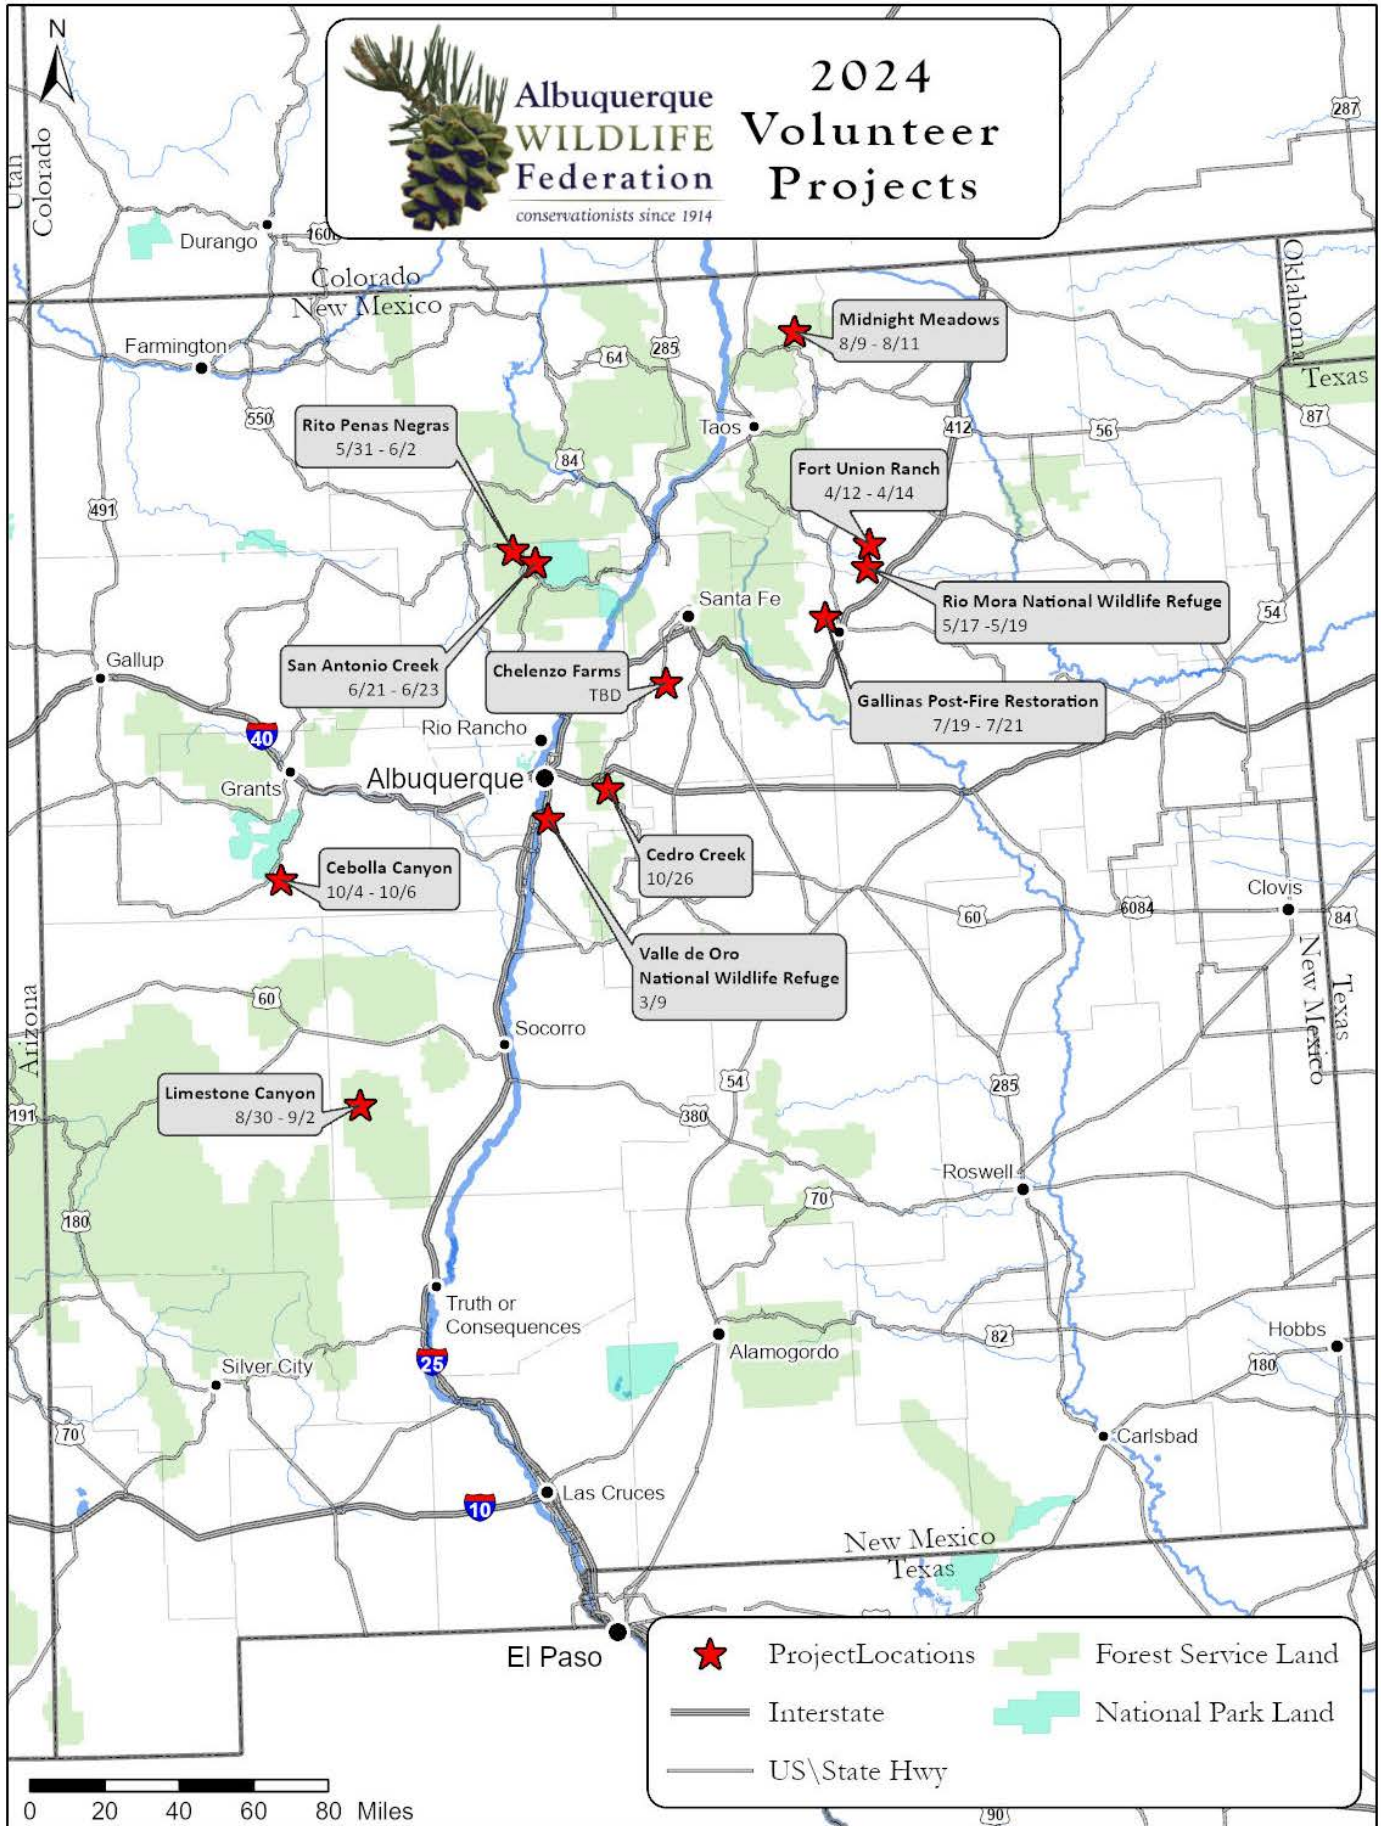 N
Albuquerque
WILDLIFE
Federation
conservationists since 1914
2024
Volunteer
Projects
287
Utah
Colorado
Durango
Colorado
New Mexico
Oklahoma
Texas
Midnight Meadows
8/9 - 8/11
Farmington
64
285
550
Rito Penas Negras
5/31 - 6/2
Taos
412
56
87
84
Fort Union Ranch
4/12 - 4/14
491
Rio Mora National Wildlife Refuge
5/17 -5/19
Santa Fe
54
Gallup
San Antonio Creek
6/21 - 6/23
Chelenzo Farms
TBD
Gallinas Post-Fire Restoration
7/19 - 7/21
40
Rio Rancho
Grants
Albuquerque
Cebolla Canyon
10/4 - 10/6
Cedro Creek
10/26
Clovis
60
6084
84
Valle de Oro
National Wildlife Refuge
3/9
New Mexico
Texas
Arizona
60
Socorro
Limestone Canyon
8/30 - 9/2
54
285
380
191
Roswell
70
180
Truth or
Consequences
25
Alamogordo
82
Hobbs
180
Silver City
70
Carlsbad
10
Las Cruces
New Mexico
Texas
El Paso
ProjectLocations
Forest Service Land
Interstate
National Park Land
US\State Hwy
0 20 40 60 80 Miles
90